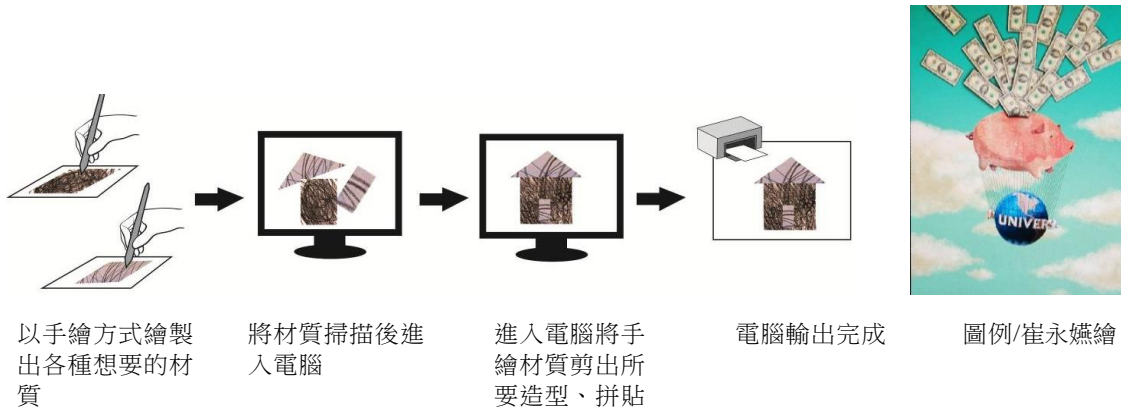 UNIVER
以手繪方式繪製
出各種想要的材
質
將材質掃描後進
入電腦
進入電腦將手
繪材質剪出所
要造型、拼貼
電腦輸出完成
圖例/崔永嬿繪